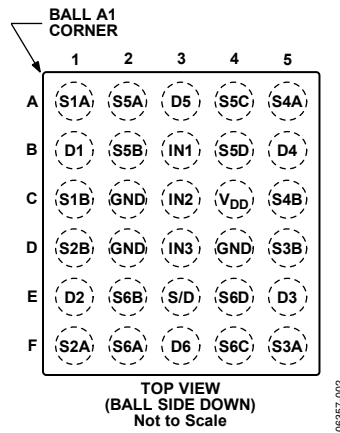 BALL A1
CORNER
1 2 3 4 5
A S1A S5A D5 S5C S4A
B D1 S5B IN1 S5D D4
C S1B GND IN2 VDD S4B
D S2B GND IN3 GND S3B
E D2 S6B S/D S6D D3
F S2A S6A D6 S6C S3A
TOP VIEW
(BALL SIDE DOWN)
Not to Scale
06357-002